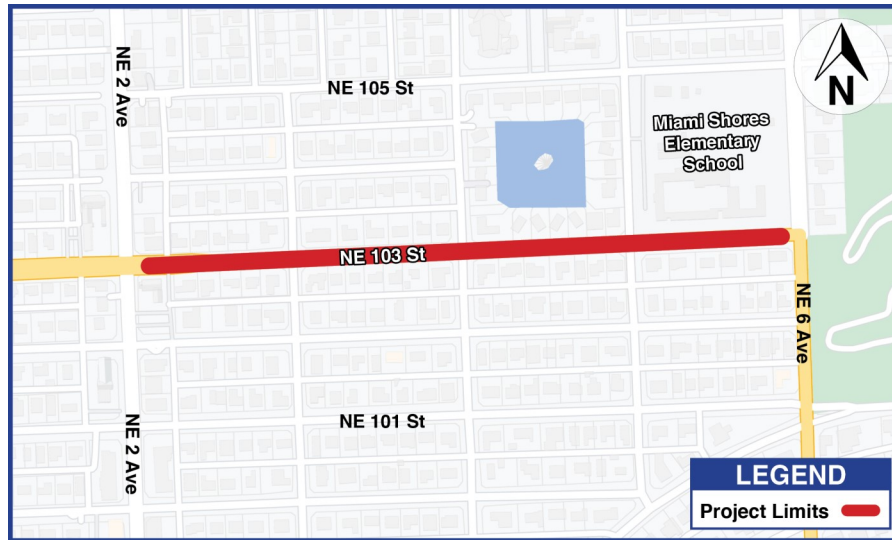 NE 2 Ave
NE 105 St
N
Miami Shores
Elementary
School
NE 103 St
NE 6 Ave
NE 101 St
NE 2 Ave
LEGEND
Project Limits